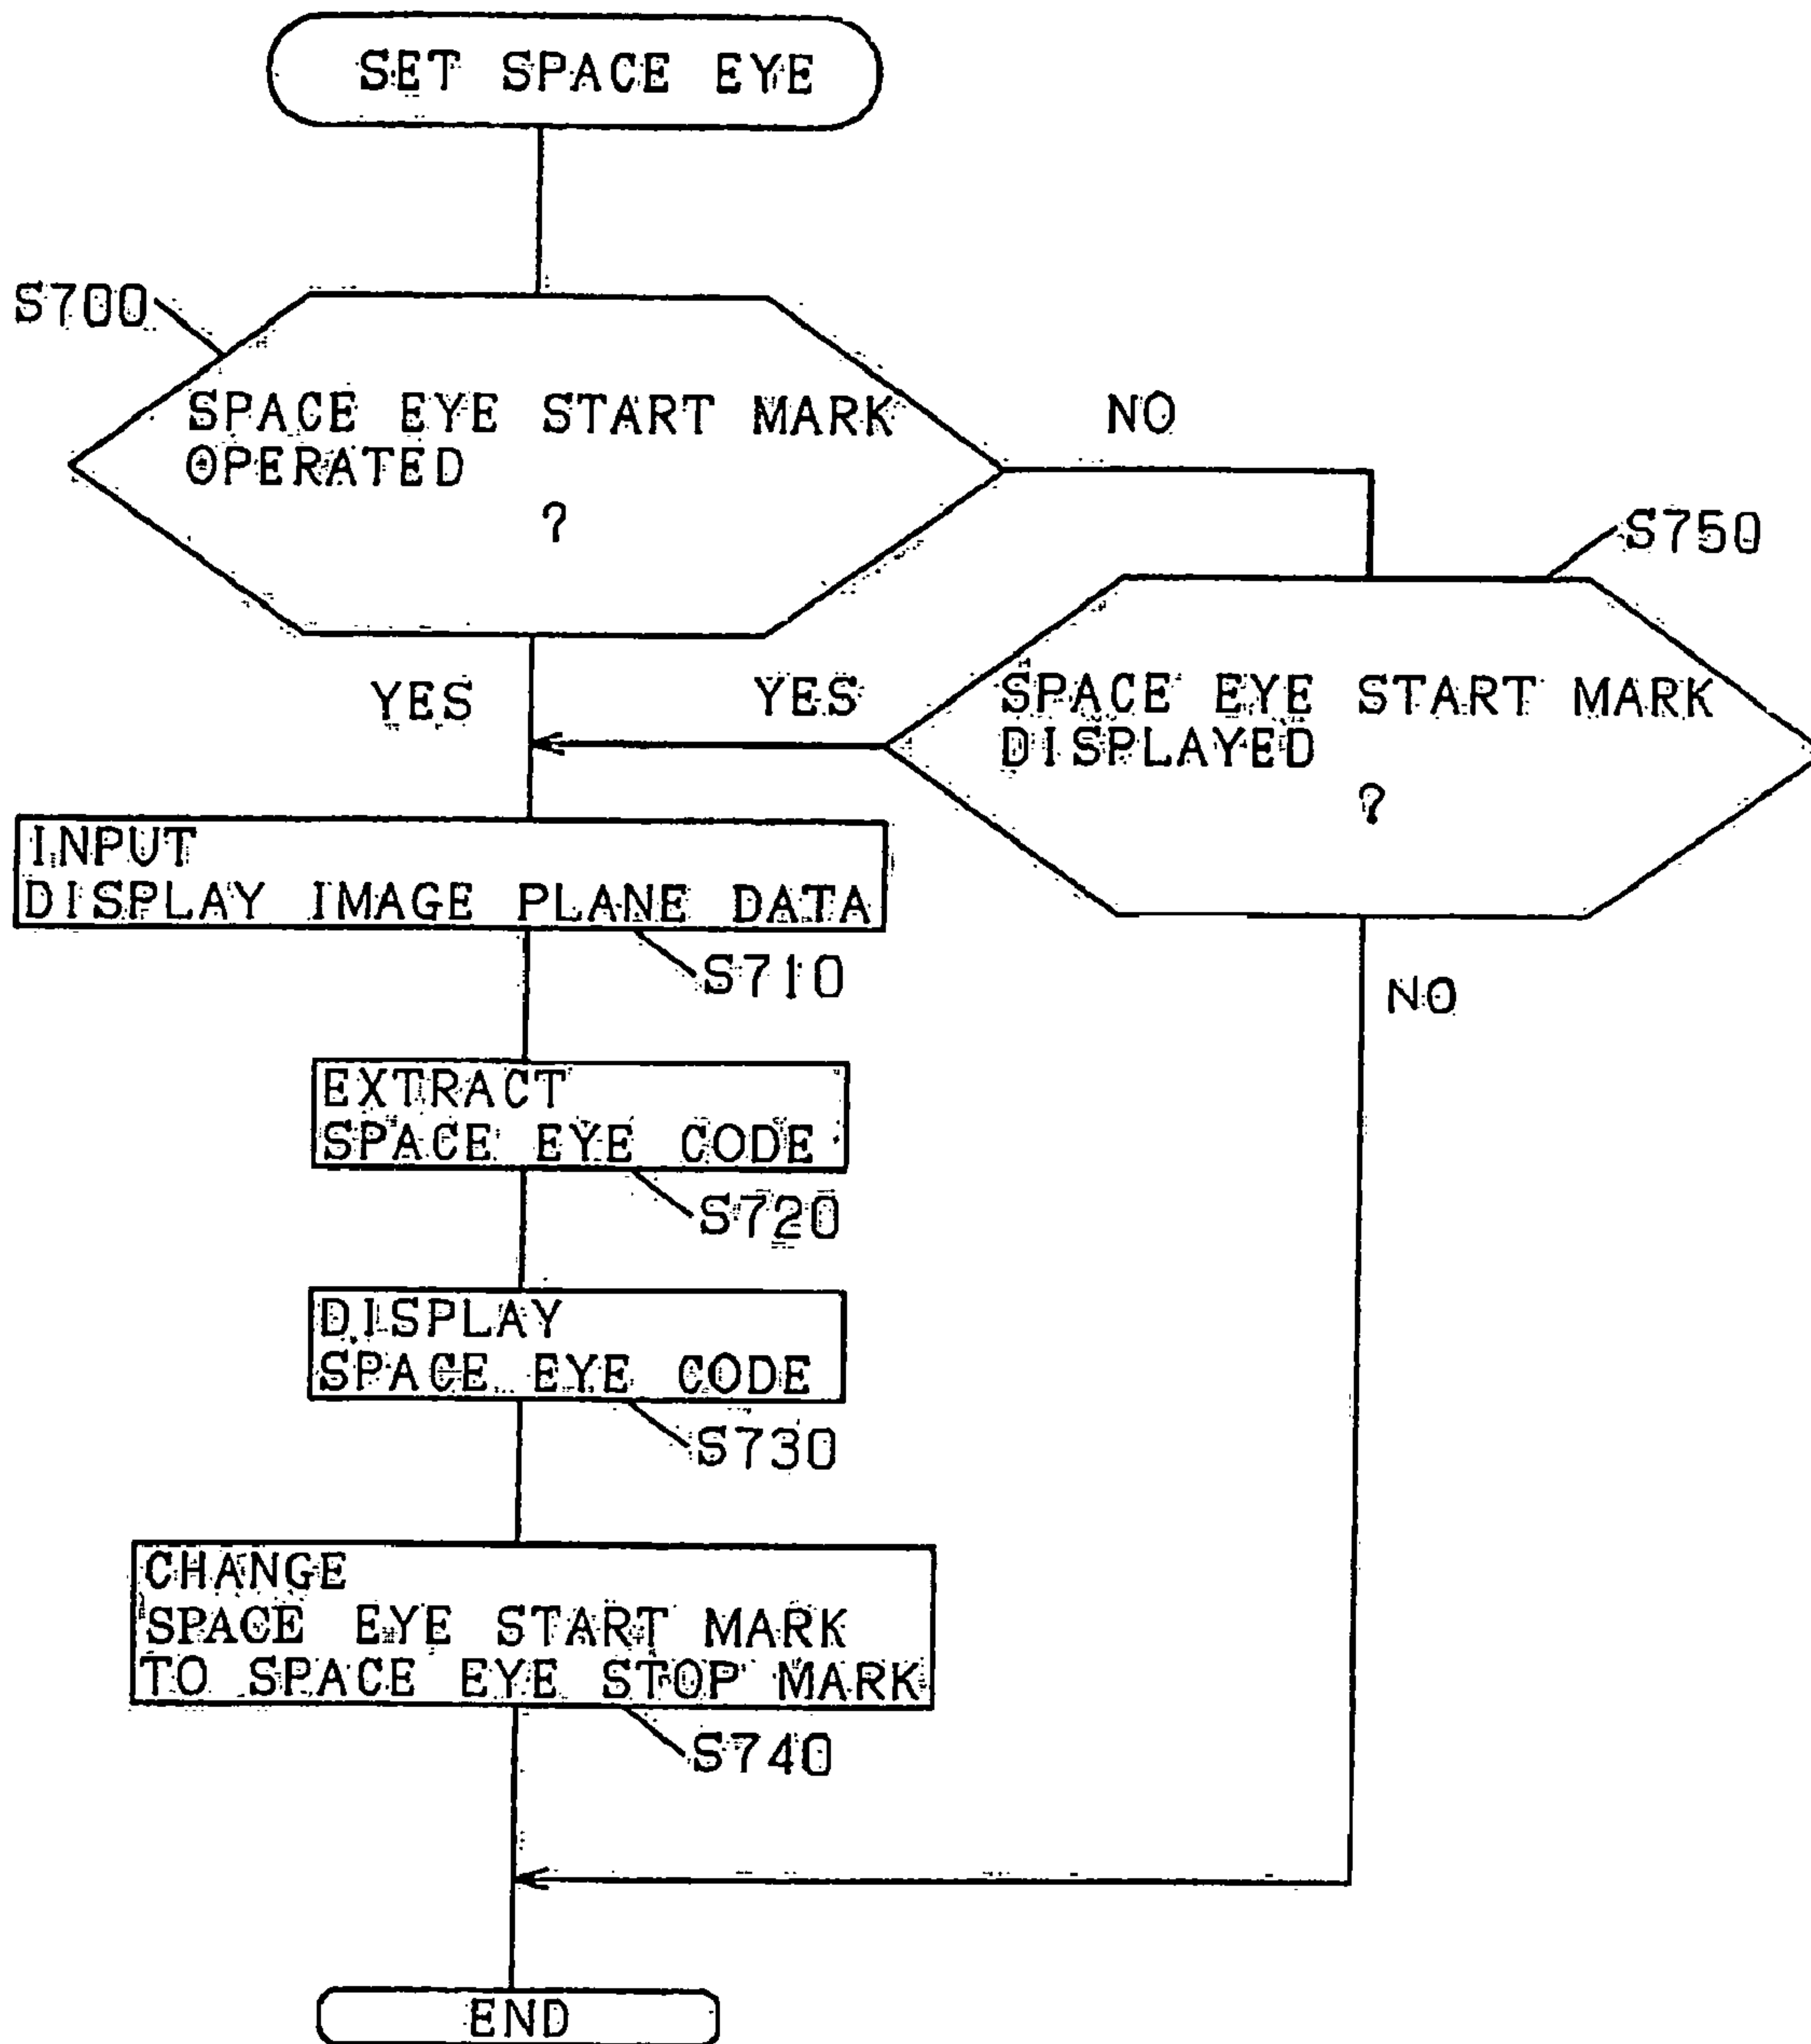 SET SPACE EYE
S700
SPACE EYE START MARK
OPERATED
?
NO
S750
YES
YES
SPACE EYE START MARK
DISPLAYED
?
INPUT
DISPLAY IMAGE PLANE DATA
S710
NO
EXTRACT
SPACE EYE CODE
S720
DISPLAY
SPACE EYE CODE
S730
CHANGE
SPACE EYE START MARK
TO SPACE EYE STOP MARK
S740
END